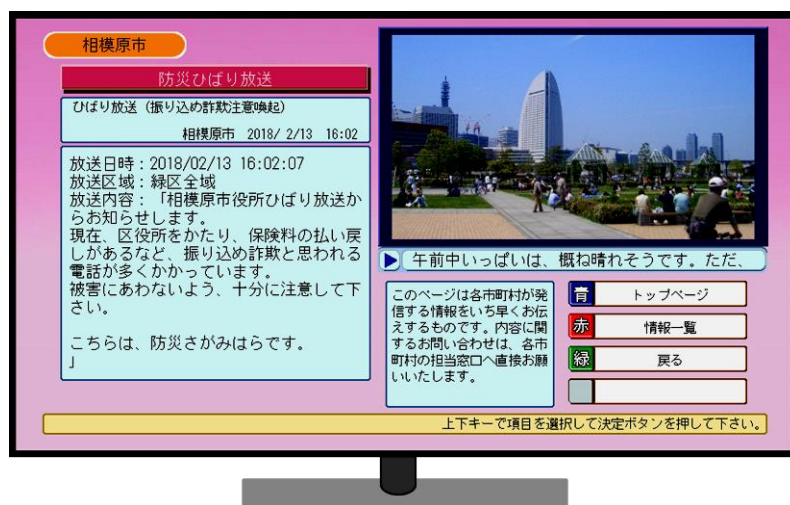 相模原市
防災ひばり放送
ひばり放送（振り込め詐欺注意喚起）
相模原市 2018/ 2/13 16:02
放送日時：2018/02/13 16:02:07
放送区域：緑区全域
放送内容：「相模原市役所ひばり放送か
らお知らせします。
現在、区役所をかたり、保険料の払い戻
しがあるなど、振り込め詐欺と思われる
電話が多くかかっています。
被害にあわないよう、十分に注意して下
さい。
こちらは、防災さがみはらです。
」
午前中いっぱいは、概ね晴れそうです。ただ、
このページは各市町村が発
信する情報をいち早くお伝
えするものです。内容に関
するお問い合わせは、各市
町村の担当窓口へ直接お願
いいたします。
青 トップページ
赤 情報一覧
緑 戻る
上下キーで項目を選択して決定ボタンを押して下さい。